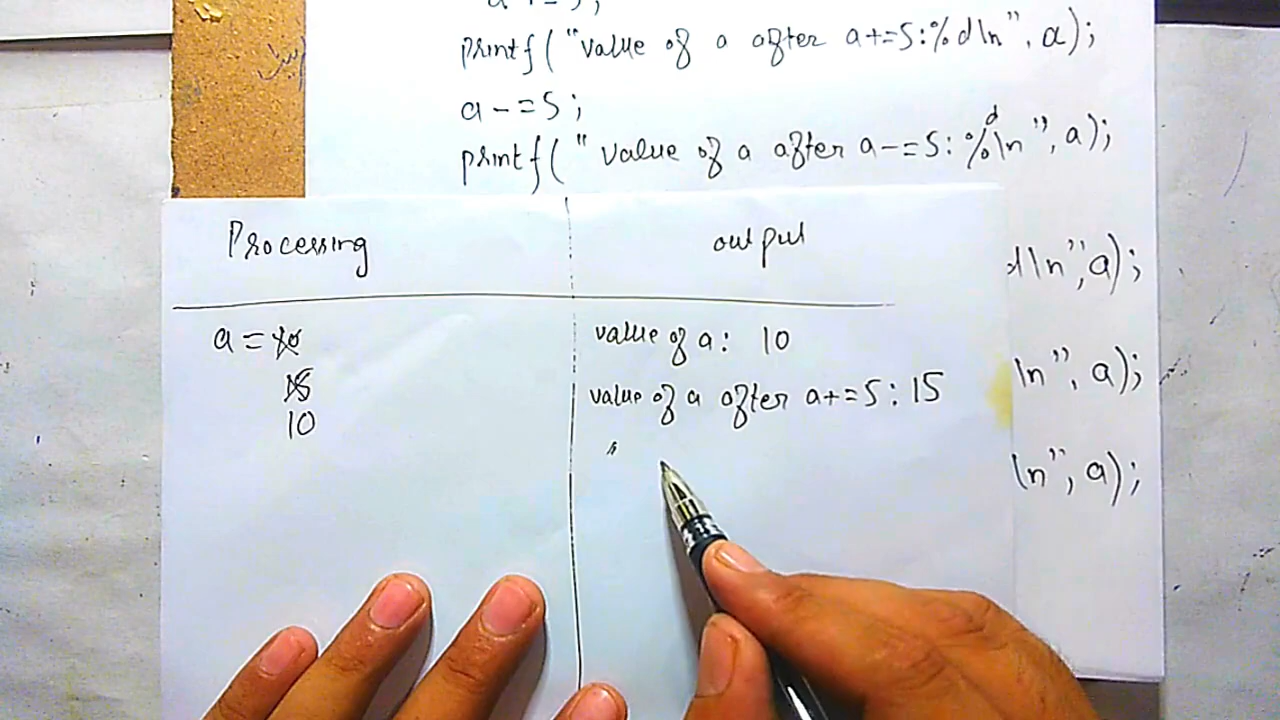 a+=5;
printf("value of a after a+=5:%d\n", a);
a-=5;
printf("value of a after a-=5:%d\n", a);
Processing output
d\n",a);
a=10 value of a: 10
\n", a);
15 value of a after a+=5:15
10
"
\n", a);